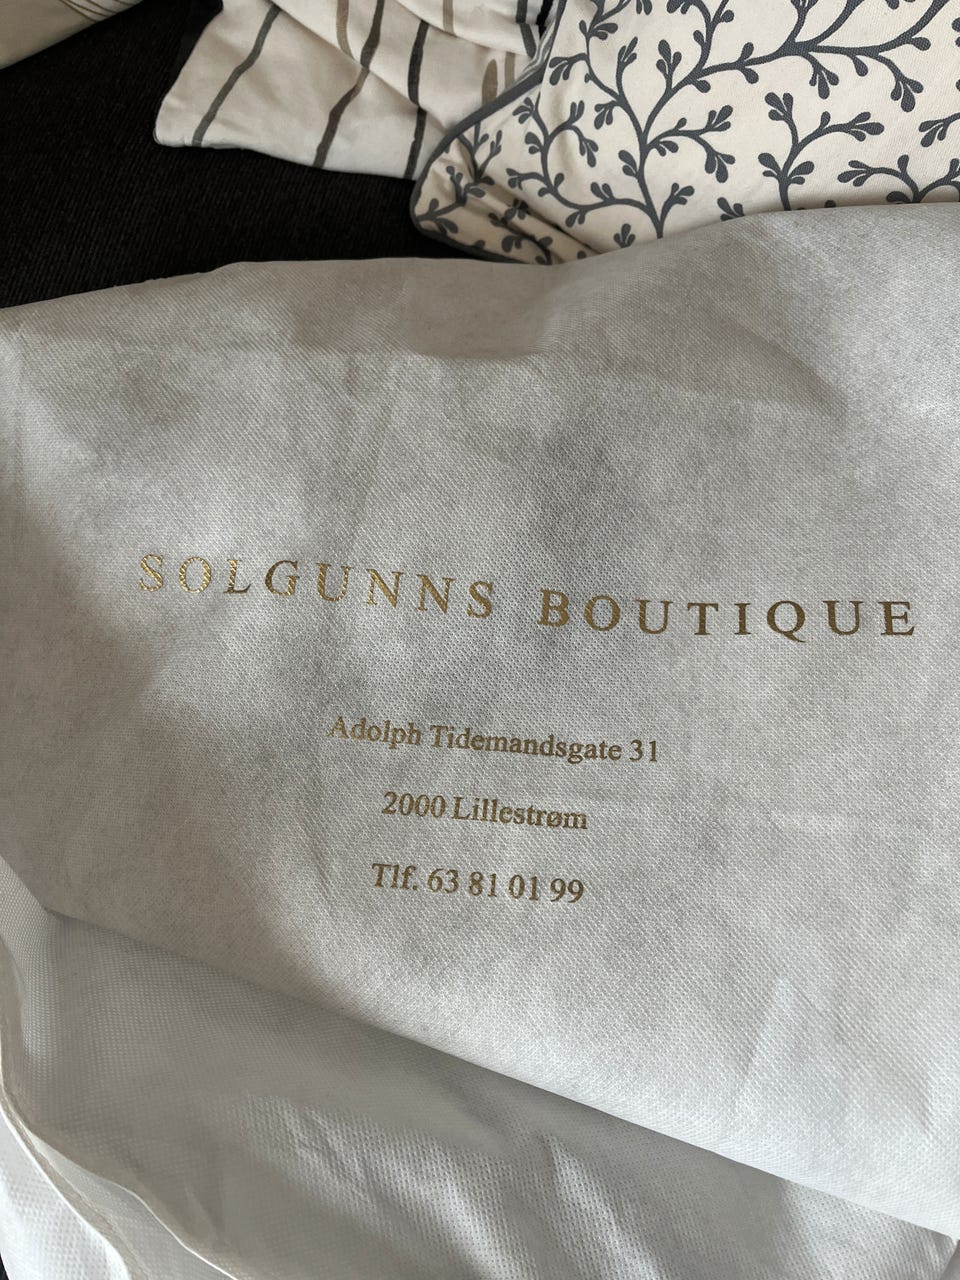 SOLGUNNS BOUTIQUE
Adolph Tidemandsgate 31
2000 Lillestrøm
Tlf. 63 81 01 99